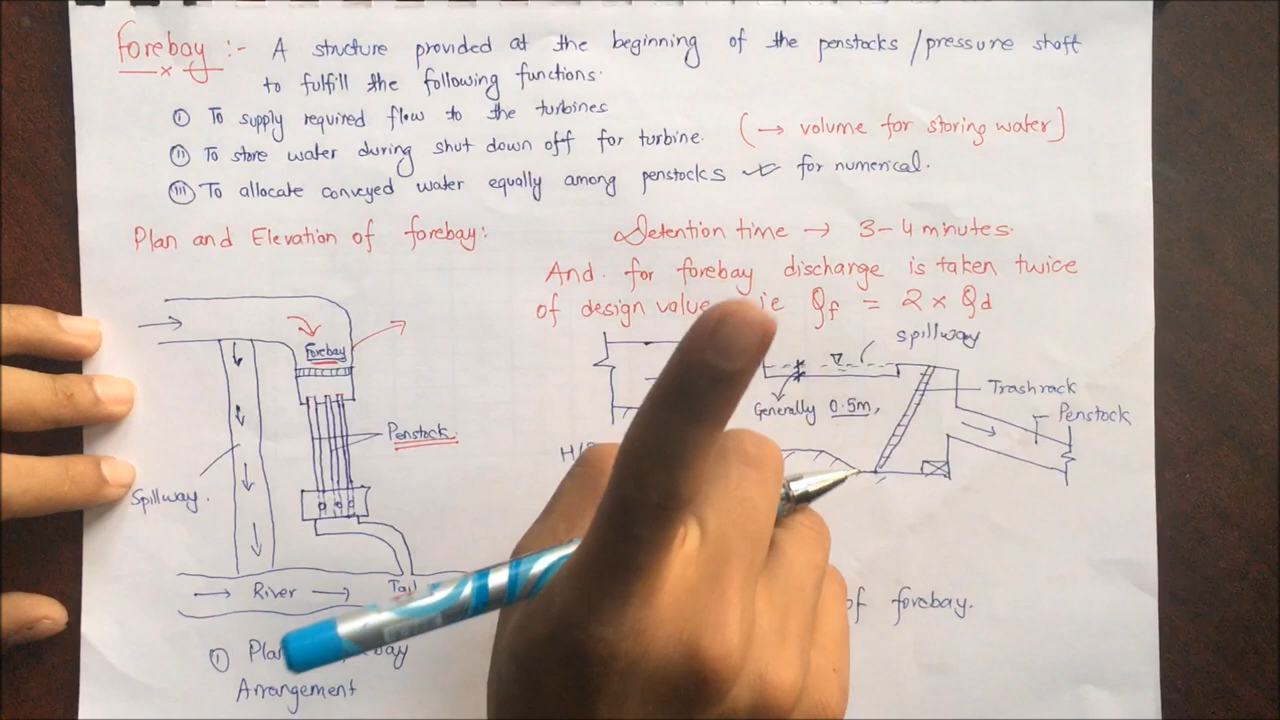 Forebay :- A structure provided at the beginning of the penstocks / pressure shaft
to fulfill the following functions.
(i) To supply required flow to the turbines
(ii) To store water during shut down off for turbine. (→ volume for storing water)
(iii) To allocate conveyed water equally among penstocks for numerical.
Plan and Elevation of forebay:
Detention time → 3-4 minutes.
And. for forebay discharge is taken twice
of design value ie Qf = 2 × Qd
Forebay
Penstock
Spillway.
→ River →
(i)
Arrangement
spillway
Generally 0.5m,
Trashrack
Penstock
of forebay.